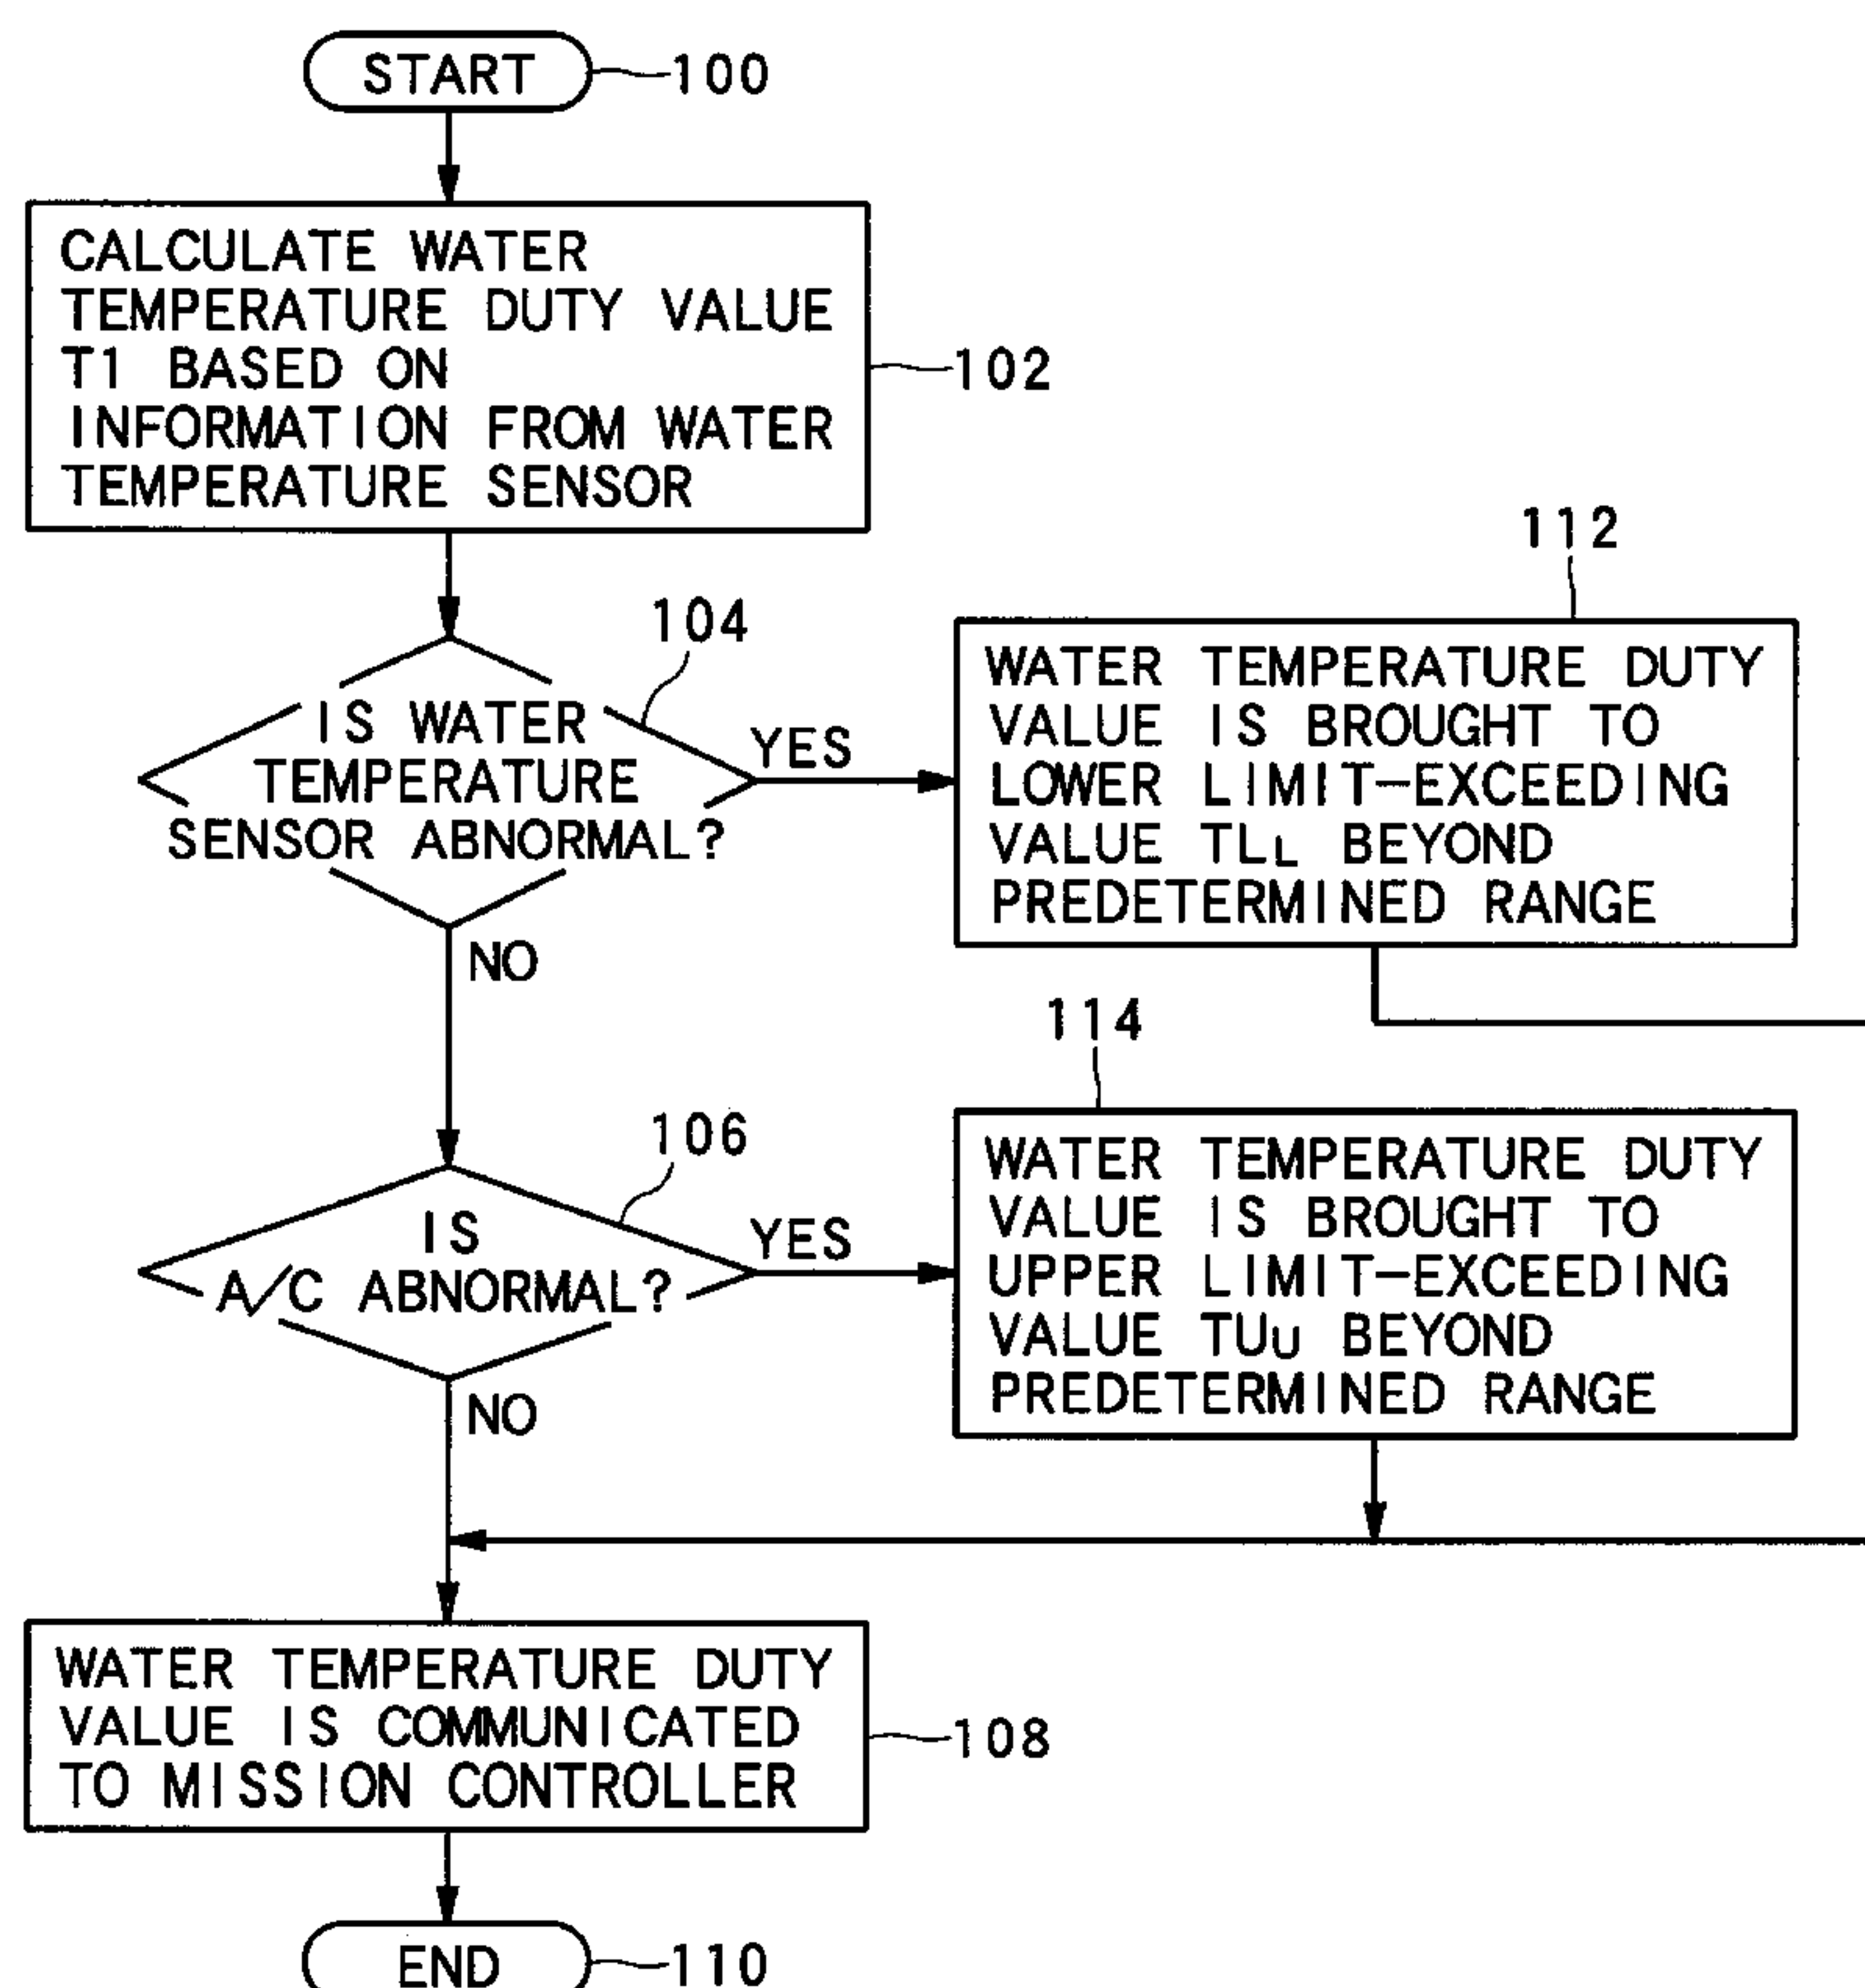 START
100
CALCULATE WATER
TEMPERATURE DUTY VALUE
T1 BASED ON
INFORMATION FROM WATER
TEMPERATURE SENSOR
102
104
IS WATER
TEMPERATURE
SENSOR ABNORMAL?
YES
NO
112
WATER TEMPERATURE DUTY
VALUE IS BROUGHT TO
LOWER LIMIT-EXCEEDING
VALUE TLL BEYOND
PREDETERMINED RANGE
106
IS
A/C ABNORMAL?
YES
NO
114
WATER TEMPERATURE DUTY
VALUE IS BROUGHT TO
UPPER LIMIT-EXCEEDING
VALUE TUU BEYOND
PREDETERMINED RANGE
WATER TEMPERATURE DUTY
VALUE IS COMMUNICATED
TO MISSION CONTROLLER
108
END
110